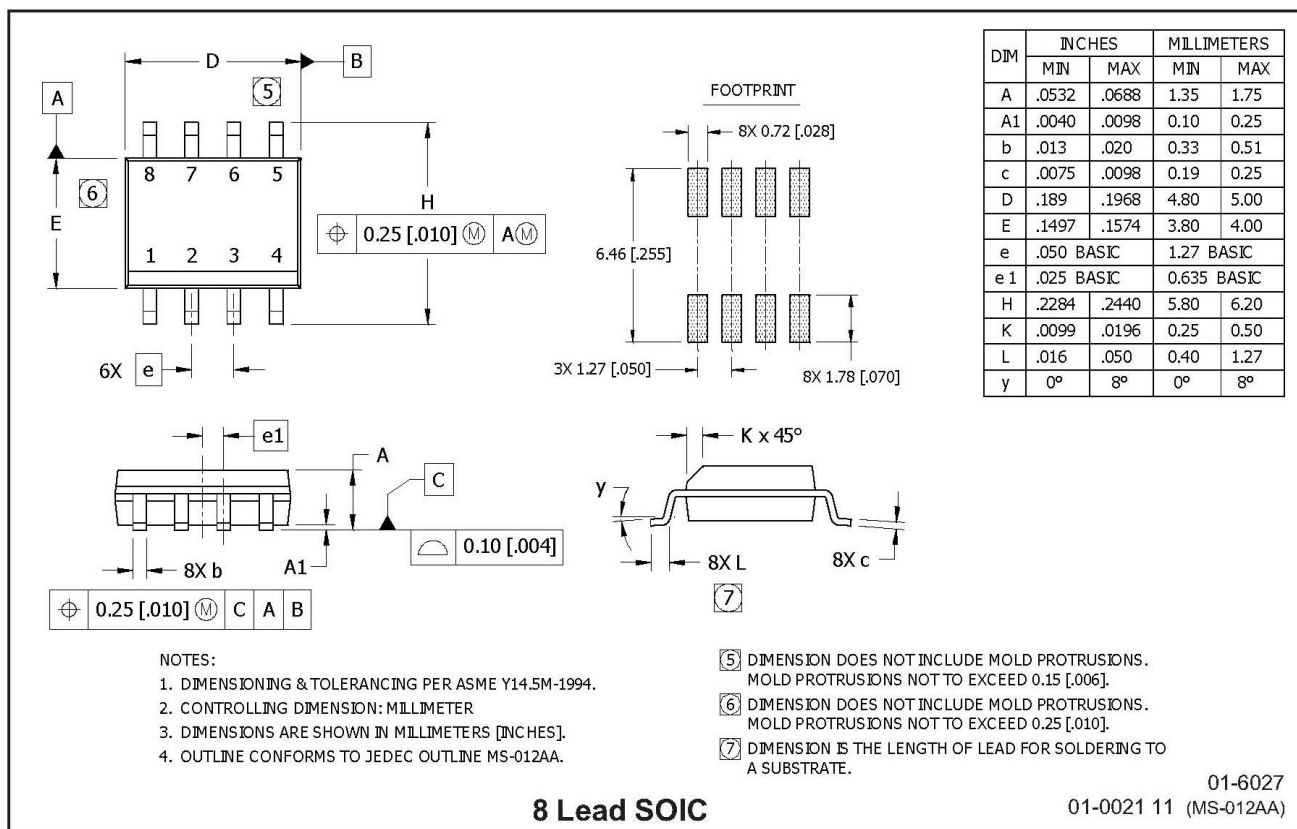 D
B
5
A
8 7 6 5
6
E
H
0.25 [.010] M A M
1 2 3 4
6X e
FOOTPRINT
8X 0.72 [.028]
6.46 [.255]
3X 1.27 [.050]
8X 1.78 [.070]
DIM INCHES MILLIMETERS
MIN MAX MIN MAX
A .0532 .0688 1.35 1.75
A1 .0040 .0098 0.10 0.25
b .013 .020 0.33 0.51
c .0075 .0098 0.19 0.25
D .189 .1968 4.80 5.00
E .1497 .1574 3.80 4.00
e .050 BASIC 1.27 BASIC
e1 .025 BASIC 0.635 BASIC
H .2284 .2440 5.80 6.20
K .0099 .0196 0.25 0.50
L .016 .050 0.40 1.27
y 0° 8° 0° 8°
e1
A
C
0.10 [.004]
A1
8X b
0.25 [.010] M C A B
K x 45°
y
8X L
7
8X c
NOTES:
1. DIMENSIONING & TOLERANCING PER ASME Y14.5M-1994.
2. CONTROLLING DIMENSION: MILLIMETER
3. DIMENSIONS ARE SHOWN IN MILLIMETERS [INCHES].
4. OUTLINE CONFORMS TO JEDEC OUTLINE MS-012AA.
5 DIMENSION DOES NOT INCLUDE MOLD PROTRUSIONS.
MOLD PROTRUSIONS NOT TO EXCEED 0.15 [.006].
6 DIMENSION DOES NOT INCLUDE MOLD PROTRUSIONS.
MOLD PROTRUSIONS NOT TO EXCEED 0.25 [.010].
7 DIMENSION IS THE LENGTH OF LEAD FOR SOLDERING TO
A SUBSTRATE.
8 Lead SOIC
01-6027
01-0021 11 (MS-012AA)